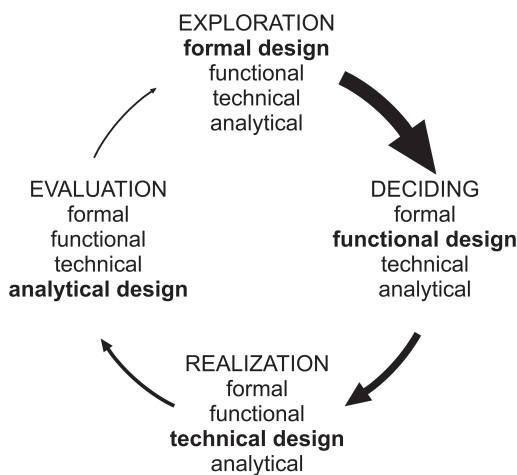 EXPLORATION
formal design
functional
technical
analytical
EVALUATION
formal
functional
technical
analytical design
DECIDING
formal
functional design
technical
analytical
REALIZATION
formal
functional
technical design
analytical